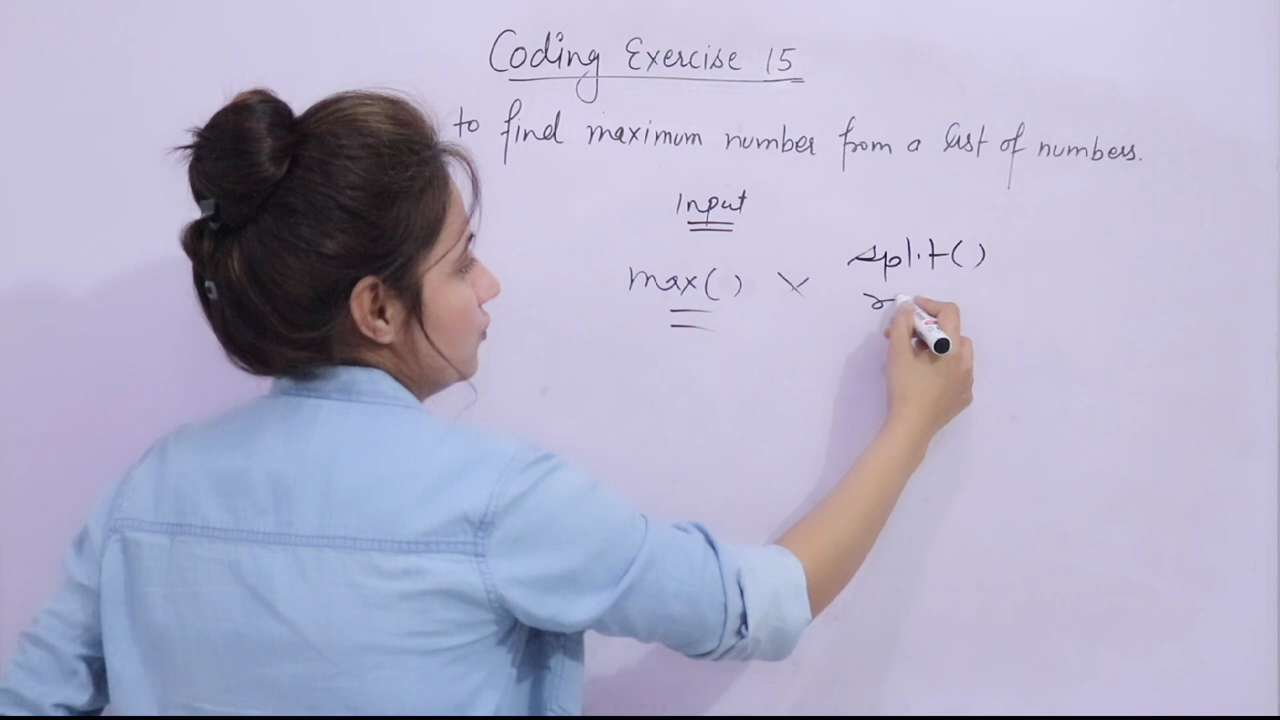 Coding Exercise 15
to find maximum number from a list of numbers.
Input
max() ×
split()